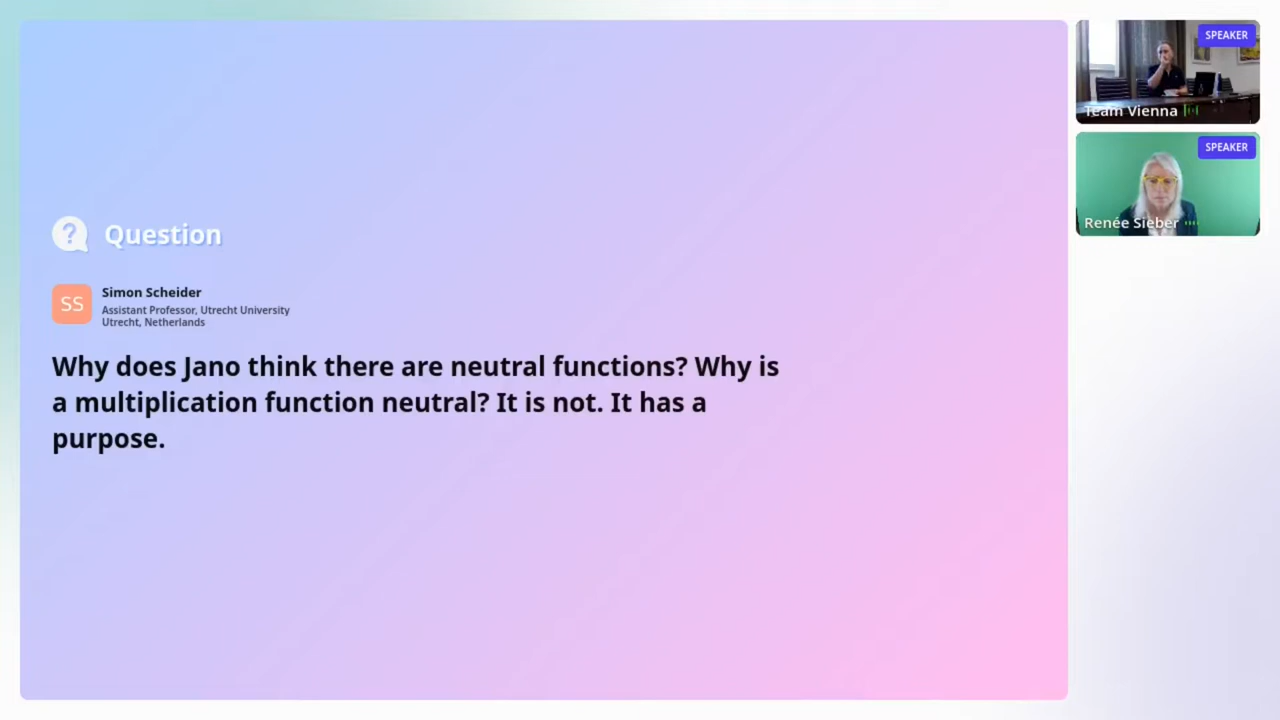 SPEAKER
Team Vienna
SPEAKER
Renée Sieber
Question
SS
Simon Scheider
Assistant Professor, Utrecht University
Utrecht, Netherlands
Why does Jano think there are neutral functions? Why is
a multiplication function neutral? It is not. It has a
purpose.